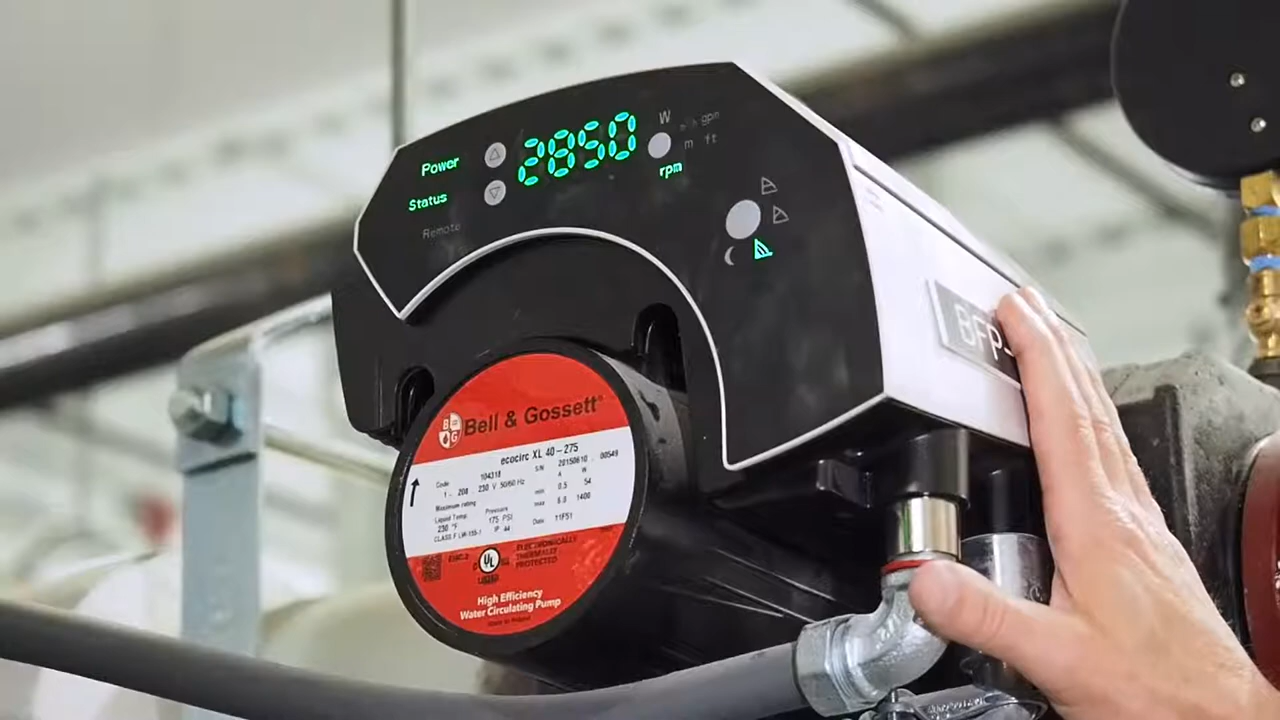 W
gpm
Power
2850
m ft
rpm
Status
Remote
BFP-
B G
Bell & Gossett®
ecocirc XL 40-275
Code 104318 S/N 20150610 . 00549
1~ 208 - 230 V 50/60 Hz A W
min 0.5 54
Maximum rating max 6.0 1400
Liquid Temp. Pressure
230 °F 175 PSI Date 11F51
IP 44
UL
LISTED
ELECTRONICALLY
THERMALLY
PROTECTED
High Efficiency
Water Circulating Pump
Made in Poland